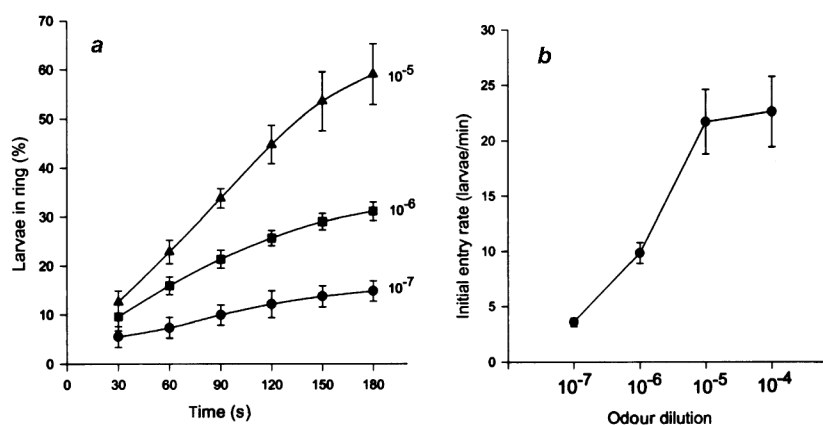 a
Larvae in ring (%)
70
60
50
40
30
20
10
0
10⁻⁵
10⁻⁶
10⁻⁷
0 30 60 90 120 150 180
Time (s)
b
Initial entry rate (larvae/min)
30
25
20
15
10
5
0
10⁻⁷ 10⁻⁶ 10⁻⁵ 10⁻⁴
Odour dilution